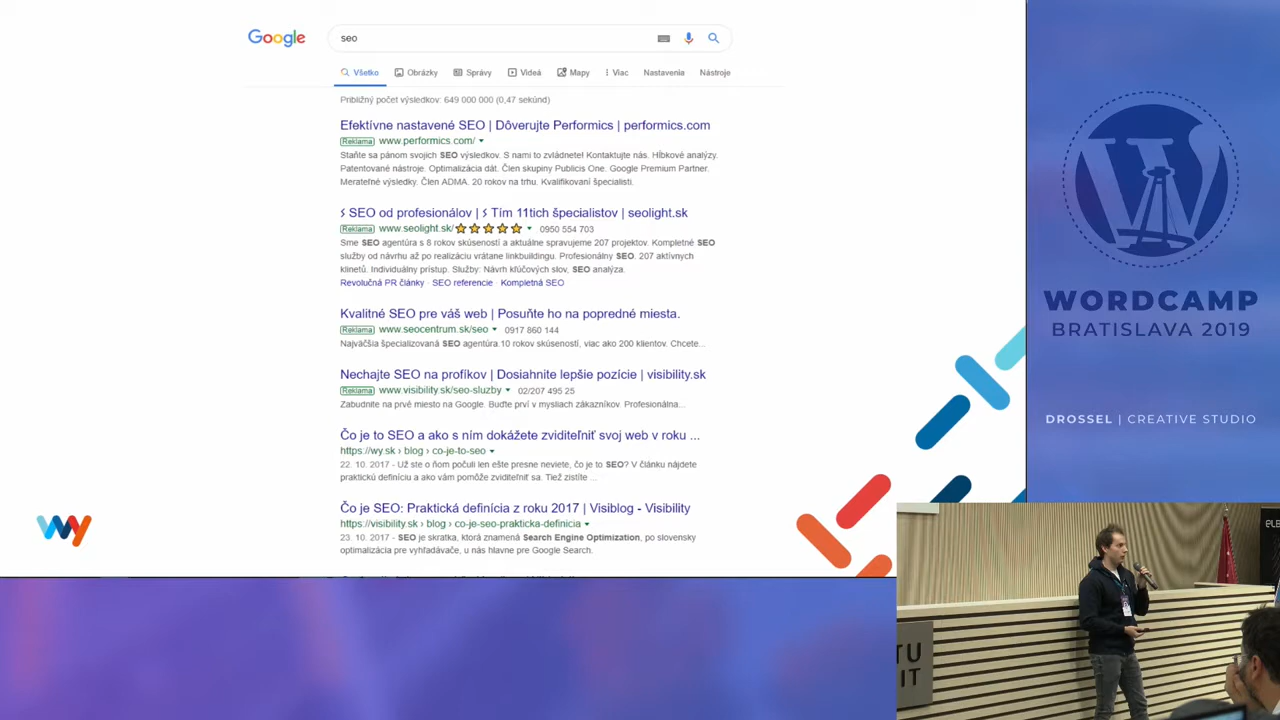 Google
seo
Všetko
Obrázky
Správy
Videá
Mapy
Viac
Nastavenia
Nástroje
Približný počet výsledkov: 649 000 000 (0,47 sekúnd)
Efektívne nastavené SEO | Dôverujte Performics | performics.com
Reklama www.performics.com/
Staňte sa pánom svojich SEO výsledkov. S nami to zvládnete! Kontaktujte nás. Hĺbkové analýzy.
Patentované nástroje. Optimalizácia dát. Člen skupiny Publicis One. Google Premium Partner.
Merateľné výsledky. Člen ADMA. 20 rokov na trhu. Kvalifikovaní špecialisti.
SEO od profesionálov | Tím 11tich špecialistov | seolight.sk
Reklama www.seolight.sk/ 0950 554 703
Sme SEO agentúra s 8 rokov skúseností a aktuálne spravujeme 207 projektov. Kompletné SEO
služby od návrhu až po realizáciu vrátane linkbuildingu. Profesionálny SEO. 207 aktívnych
klinetů. Individuálny prístup. Služby: Návrh kľúčových slov, SEO analýza.
Revolučná PR články · SEO referencie · Kompletná SEO
Kvalitné SEO pre váš web | Posuňte ho na popredné miesta.
Reklama www.seocentrum.sk/seo 0917 860 144
Najväčšia špecializovaná SEO agentúra.10 rokov skúseností, viac ako 200 klientov. Chcete...
Nechajte SEO na profíkov | Dosiahnite lepšie pozície | visibility.sk
Reklama www.visibility.sk/seo-sluzby 02/207 495 25
Zabudnite na prvé miesto na Google. Buďte prví v mysliach zákazníkov. Profesionálna...
Čo je to SEO a ako s ním dokážete zviditeľniť svoj web v roku ...
https://wy.sk › blog › co-je-to-seo
22. 10. 2017 - Už ste o ňom počuli len ešte presne neviete, čo je to SEO? V článku nájdete
praktickú definíciu a ako vám pomôže zviditeľniť sa. Tiež zistíte ...
Čo je SEO: Praktická definícia z roku 2017 | Visiblog - Visibility
https://visibility.sk › blog › co-je-seo-prakticka-definicia
23. 10. 2017 - SEO je skratka, ktorá znamená Search Engine Optimization, po slovensky
optimalizácia pre vyhľadávače, u nás hlavne pre Google Search.
wy
WORDCAMP
BRATISLAVA 2019
DROSSEL | CREATIVE STUDIO